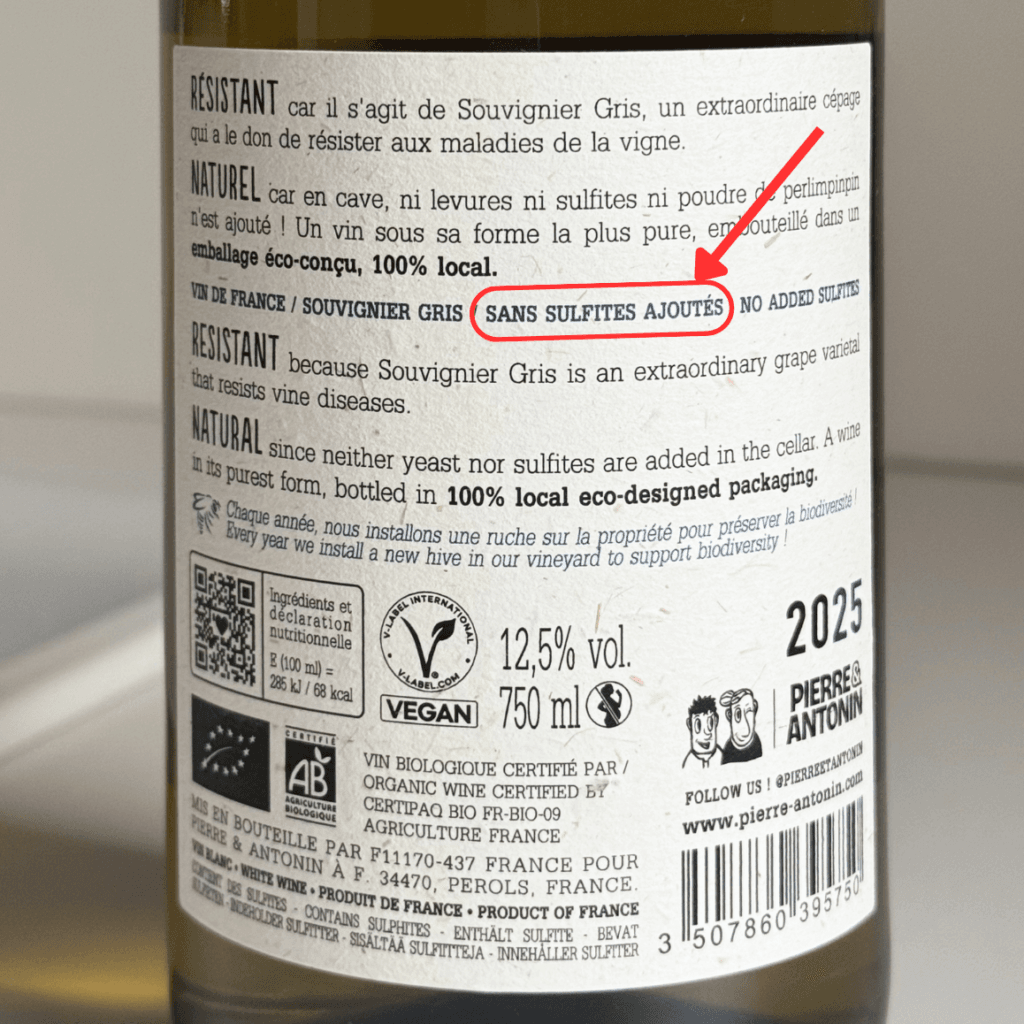 RÉSISTANT car il s'agit de Souvignier Gris, un extraordinaire cépage
qui a le don de résister aux maladies de la vigne.
NATUREL car en cave, ni levures ni sulfites ni poudre de perlimpinpin
n'est ajouté ! Un vin sous sa forme la plus pure, embouteillé dans un
emballage éco-conçu, 100% local.
VIN DE FRANCE / SOUVIGNIER GRIS / SANS SULFITES AJOUTÉS NO ADDED SULFITES
RESISTANT because Souvignier Gris is an extraordinary grape varietal
that resists vine diseases.
NATURAL since neither yeast nor sulfites are added in the cellar. A wine
in its purest form, bottled in 100% local eco-designed packaging.
Chaque année, nous installons une ruche sur la propriété pour préserver la biodiversité !
Every year we install a new hive in our vineyard to support biodiversity !
Ingrédients et
déclaration
nutritionnelle
E (100 ml) =
285 kJ / 68 kcal
V-LABEL INTERNATIONAL
V-LABEL.COM
VEGAN
12,5% vol.
750 ml
2025
PIERRE &
ANTONIN
FOLLOW US ! @PIERREETANTONIN
www.pierre-antonin.com
CERTIFIÉ
AB
AGRICULTURE
BIOLOGIQUE
VIN BIOLOGIQUE CERTIFIÉ PAR /
ORGANIC WINE CERTIFIED BY
CERTIPAQ BIO FR-BIO-09
AGRICULTURE FRANCE
MIS EN BOUTEILLE PAR F11170-437 FRANCE POUR
PIERRE & ANTONIN À F. 34470, PEROLS, FRANCE.
VIN BLANC • WHITE WINE • PRODUIT DE FRANCE • PRODUCT OF FRANCE
CONTIENT DES SULFITES - CONTAINS SULPHITES - ENTHÄLT SULFITE - BEVAT
SULFIETEN - INDEHOLDER SULFITTER - SISÄLTÄÄ SULFIITTEJA - INNEHÅLLER SULFITER
3 507860 395750